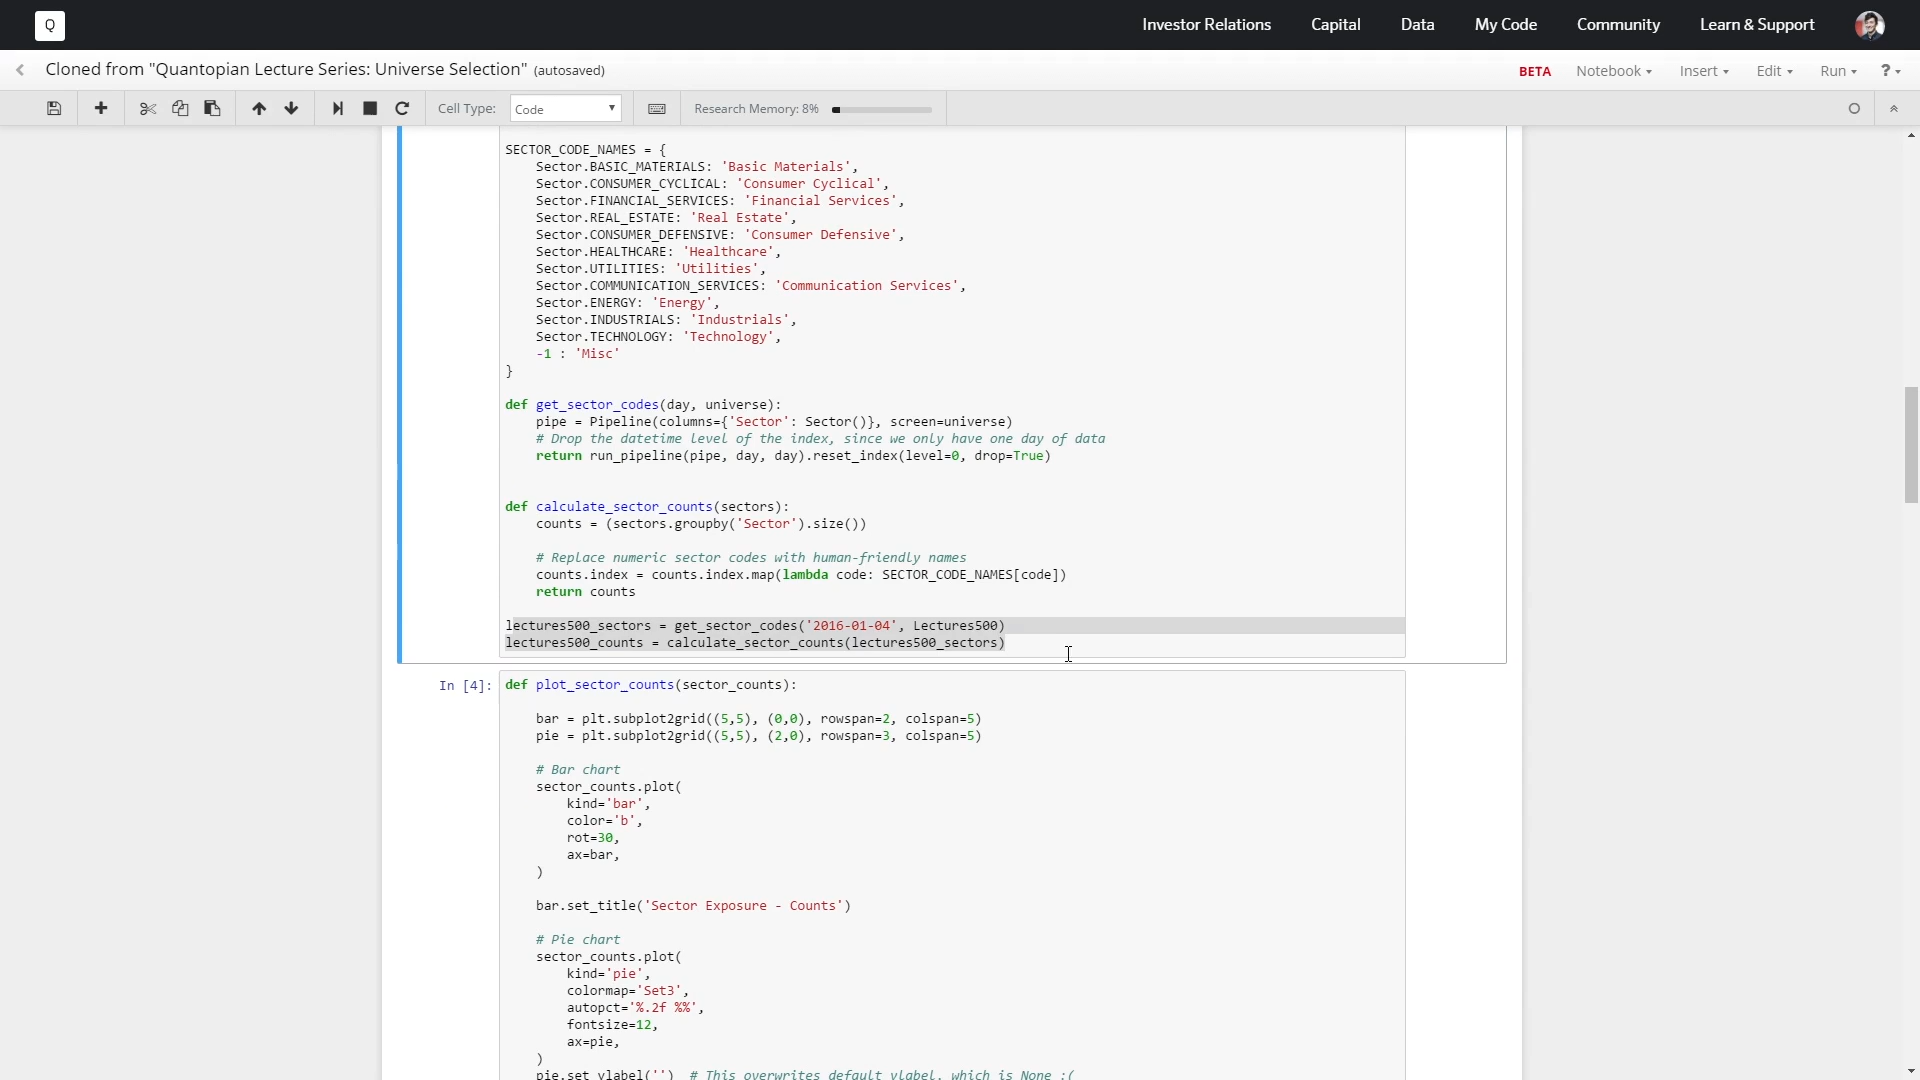 Q
Investor Relations Capital Data My Code Community Learn & Support
Cloned from "Quantopian Lecture Series: Universe Selection" (autosaved)
BETA Notebook Insert Edit Run ?
Cell Type: Code Research Memory: 8%
SECTOR_CODE_NAMES = {
    Sector.BASIC_MATERIALS: 'Basic Materials',
    Sector.CONSUMER_CYCLICAL: 'Consumer Cyclical',
    Sector.FINANCIAL_SERVICES: 'Financial Services',
    Sector.REAL_ESTATE: 'Real Estate',
    Sector.CONSUMER_DEFENSIVE: 'Consumer Defensive',
    Sector.HEALTHCARE: 'Healthcare',
    Sector.UTILITIES: 'Utilities',
    Sector.COMMUNICATION_SERVICES: 'Communication Services',
    Sector.ENERGY: 'Energy',
    Sector.INDUSTRIALS: 'Industrials',
    Sector.TECHNOLOGY: 'Technology',
    -1 : 'Misc'
}
def get_sector_codes(day, universe):
    pipe = Pipeline(columns={'Sector': Sector()}, screen=universe)
    # Drop the datetime level of the index, since we only have one day of data
    return run_pipeline(pipe, day, day).reset_index(level=0, drop=True)
def calculate_sector_counts(sectors):
    counts = (sectors.groupby('Sector').size())
    # Replace numeric sector codes with human-friendly names
    counts.index = counts.index.map(lambda code: SECTOR_CODE_NAMES[code])
    return counts
lectures500_sectors = get_sector_codes('2016-01-04', Lectures500)
lectures500_counts = calculate_sector_counts(lectures500_sectors)
In [4]: def plot_sector_counts(sector_counts):
    bar = plt.subplot2grid((5,5), (0,0), rowspan=2, colspan=5)
    pie = plt.subplot2grid((5,5), (2,0), rowspan=3, colspan=5)
    # Bar chart
    sector_counts.plot(
        kind='bar',
        color='b',
        rot=30,
        ax=bar,
    )
    bar.set_title('Sector Exposure - Counts')
    # Pie chart
    sector_counts.plot(
        kind='pie',
        colormap='Set3',
        autopct='%.2f %%',
        fontsize=12,
        ax=pie,
    )
    pie.set_ylabel('')  # This overwrites default ylabel, which is None :(